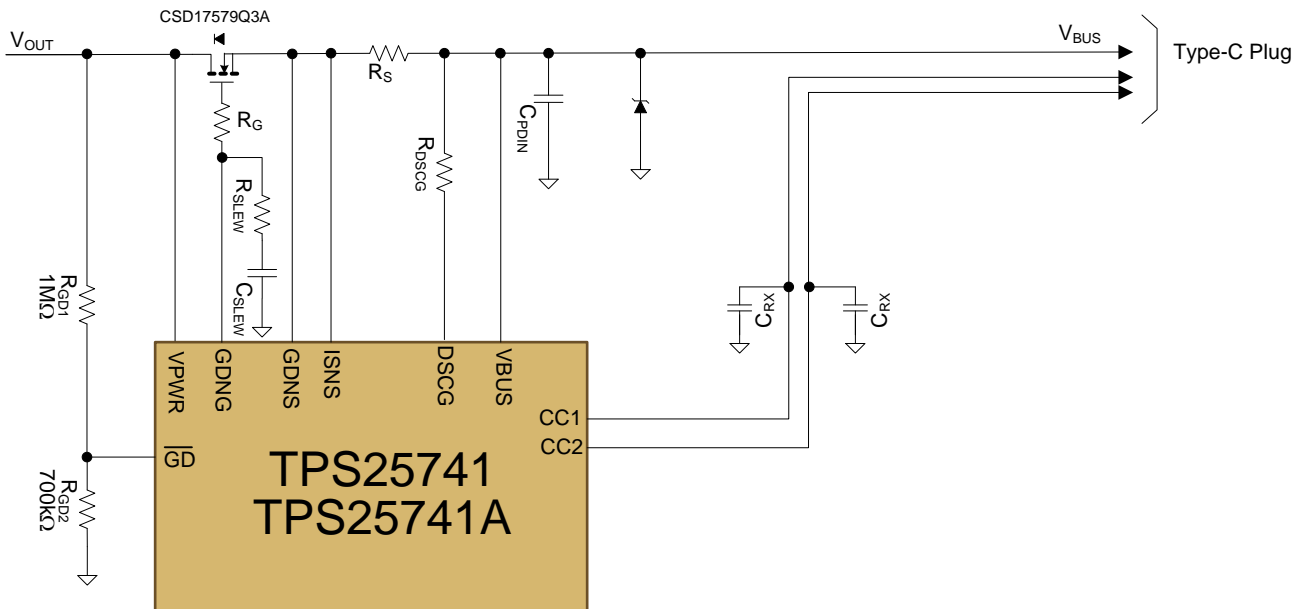 CSD17579Q3A
VOUT
VBUS
Type-C Plug
RS
RG
CPDIN
RDSCG
RSLEW
CSLEW
RGD1
1MΩ
CRX
CRX
VPWR
GDNG
GDNS
ISNS
DSCG
VBUS
CC1
CC2
GD
TPS25741
TPS25741A
RGD2
700kΩ